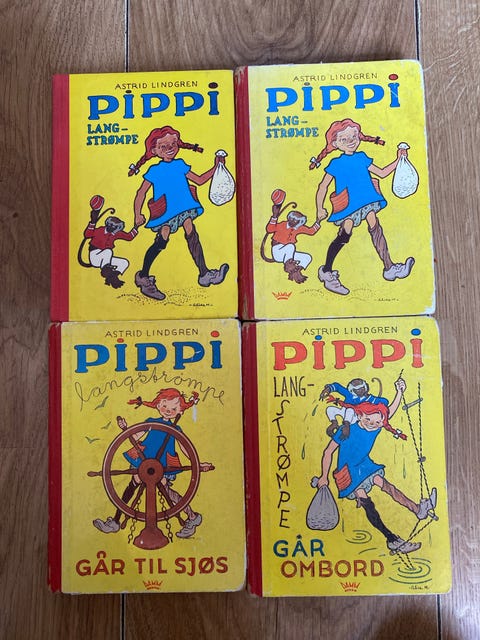 ASTRID LINDGREN
PIPPI
LANG-
STRØMPE
ASTRID LINDGREN
PIPPI
LANG-
STRØMPE
ASTRID LINDGREN
PIPPI
langstrømpe
GÅR TIL SJØS
ASTRID LINDGREN
PIPPI
LANG-
STRØMPE
GÅR
OMBORD